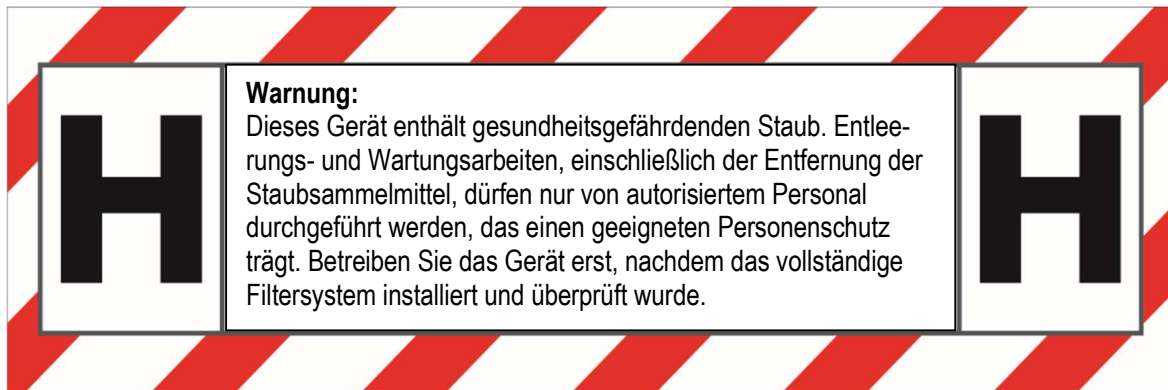 H
Warnung:
Dieses Gerät enthält gesundheitsgefährdenden Staub. Entlee-
rungs- und Wartungsarbeiten, einschließlich der Entfernung der
Staubsammelmittel, dürfen nur von autorisiertem Personal
durchgeführt werden, das einen geeigneten Personenschutz
trägt. Betreiben Sie das Gerät erst, nachdem das vollständige
Filtersystem installiert und überprüft wurde.
H